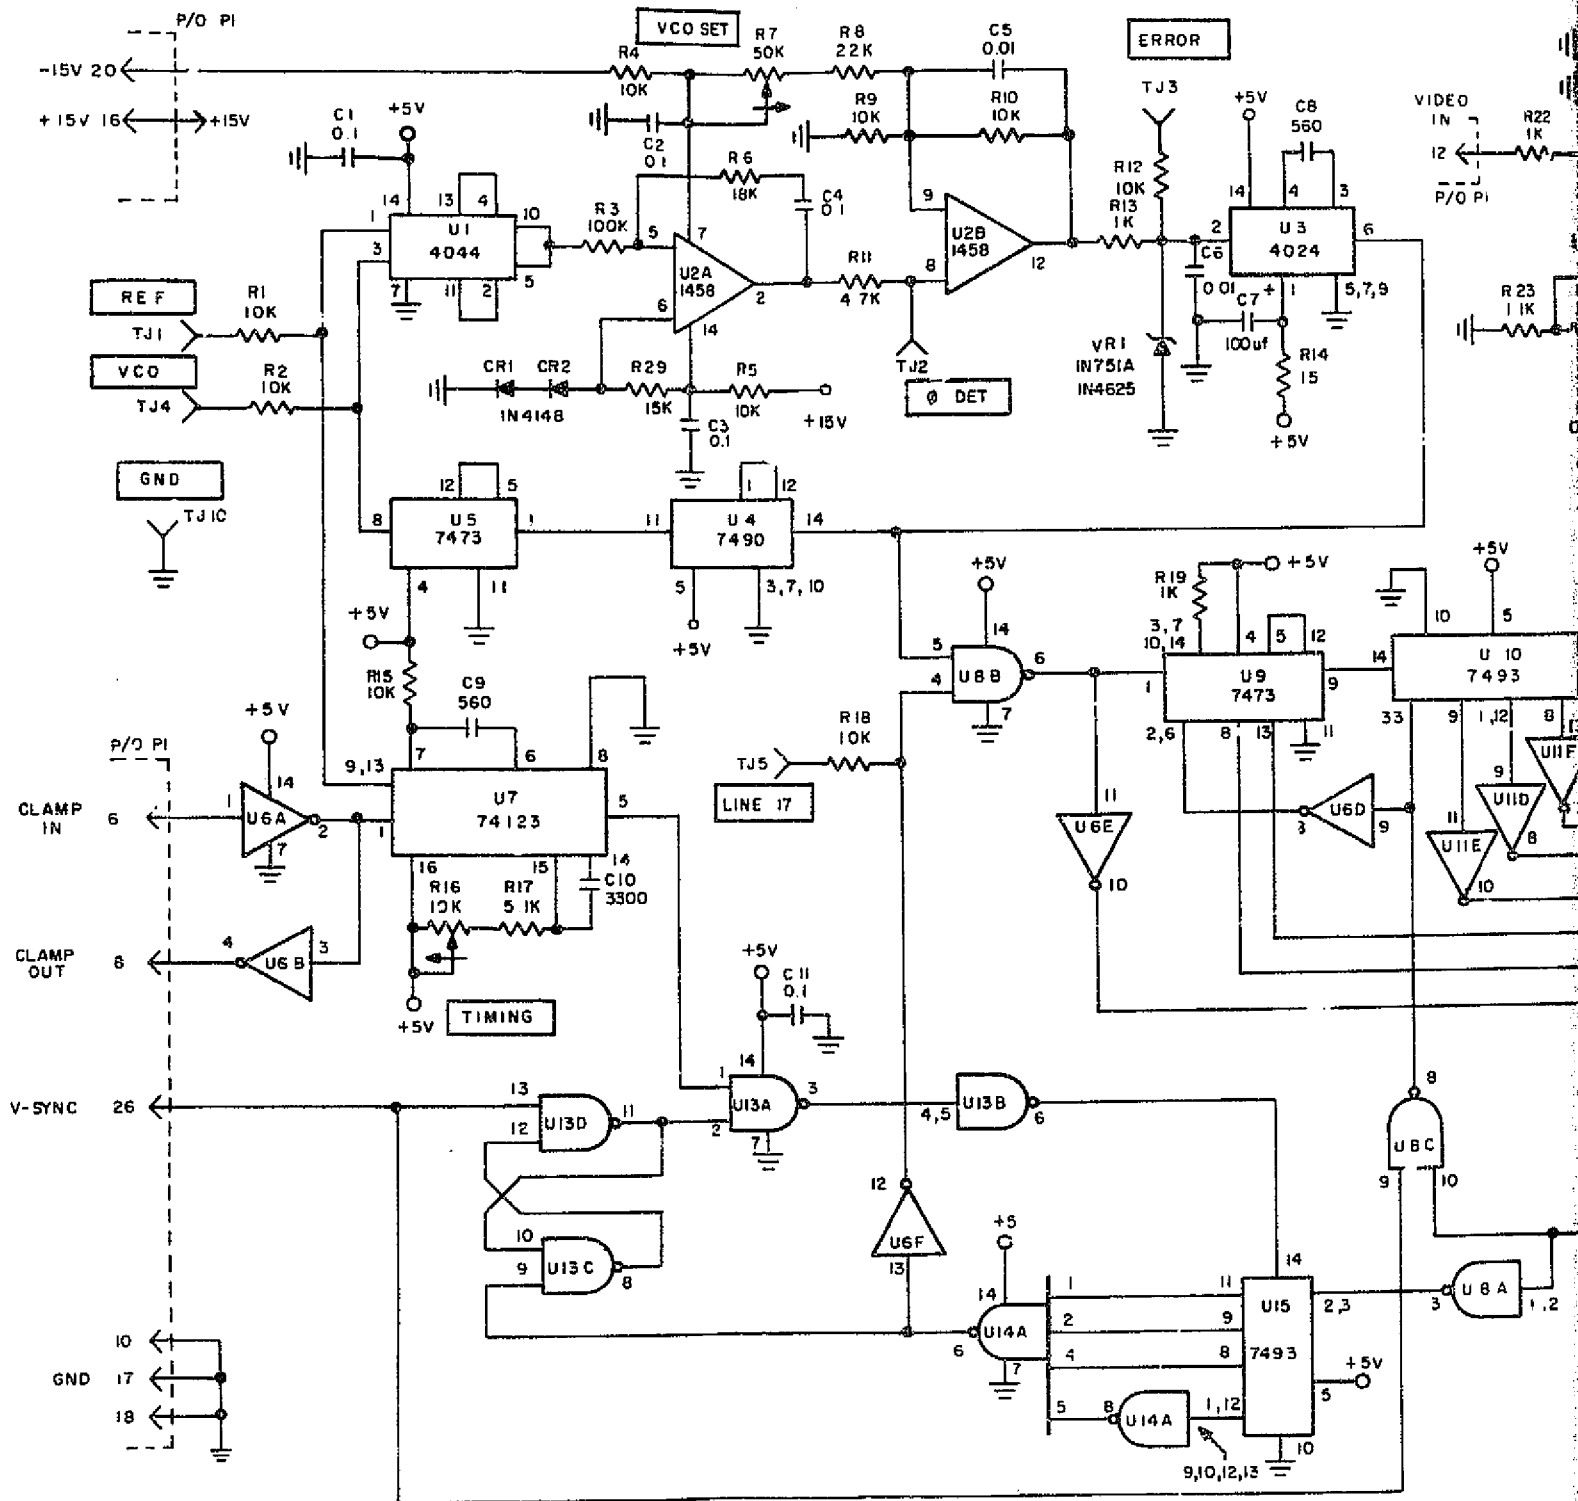 P/O P1
-15V 20
+15V 16
+15V
C1
0.1
+5V
R4
10K
VCO SET
R7
50K
R8
22K
C5
0.01
C2
01
R9
10K
R10
10K
ERROR
TJ3
R12
10K
R13
1K
+5V
C8
560
14
4
3
VIDEO
IN
12
P/O P1
R22
1K
14
13
4
1
3
U1
4044
10
5
7
11
2
R3
100K
R6
18K
C4
0.1
5
7
U2A
1458
6
14
2
R11
4 7K
9
U2B
1458
8
12
2
U3
4024
6
C6
0 01
C7
100uf
+
1
5,7,9
R14
15
+5V
VR1
IN751A
IN4625
R23
1 1K
REF
TJ1
R1
10K
VCO
TJ4
R2
10K
CR1
CR2
IN4148
R29
15K
R5
10K
+15V
C3
0.1
TJ2
Ø DET
GND
TJ10
12
5
8
U5
7473
1
4
11
11
1
12
U4
7490
14
5
3,7,10
+5V
+5V
R15
10K
C9
560
+5V
14
5
4
U8B
6
7
R19
1K
+5V
3,7
10,14
4
5
12
1
U9
7473
9
2,6
8
13
11
+5V
10
5
14
U 10
7493
33
9
1,12
8
R18
10K
TJ5
LINE 17
P/O P1
+5V
CLAMP
IN
6
1
14
U6A
2
7
9,13
7
6
8
1
U7
74123
5
16
15
14
R16
10K
R17
5 1K
C10
3300
+5V
TIMING
CLAMP
OUT
8
4
U6B
3
11
U6E
10
8
U6D
9
11
U11E
10
9
U11D
8
U11F
+5V
C11
0.1
V-SYNC 26
13
12
U13D
11
14
1
2
U13A
3
7
4,5
U13B
6
10
9
U13C
8
12
U6F
13
8
U8C
9
10
+5
14
U14A
6
7
1
2
4
5
11
9
8
1,12
14
U15
7493
2,3
5
+5V
10
3
U8A
1,2
8
U14A
9,10,12,13
10
GND 17
18